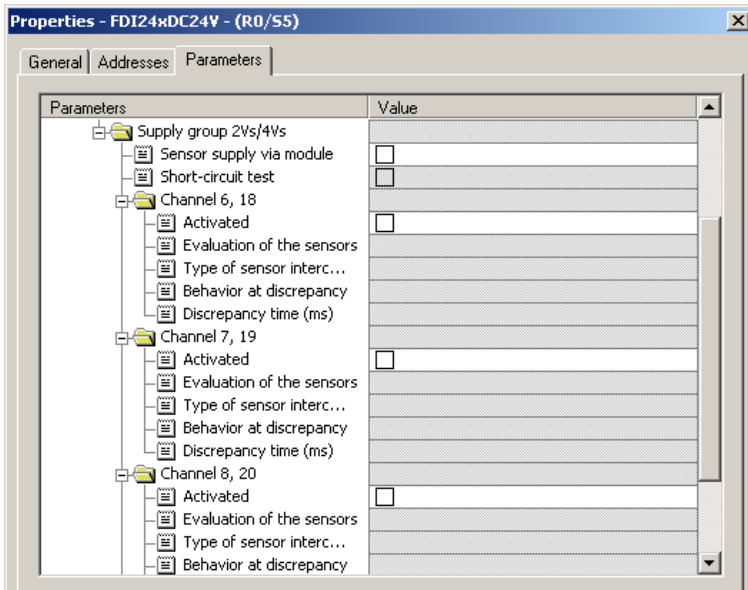 Properties - FDI24xDC24V - (R0/S5)
General Addresses Parameters
Parameters Value
Supply group 2Vs/4Vs
Sensor supply via module
Short-circuit test
Channel 6, 18
Activated
Evaluation of the sensors
Type of sensor interc...
Behavior at discrepancy
Discrepancy time (ms)
Channel 7, 19
Activated
Evaluation of the sensors
Type of sensor interc...
Behavior at discrepancy
Discrepancy time (ms)
Channel 8, 20
Activated
Evaluation of the sensors
Type of sensor interc...
Behavior at discrepancy